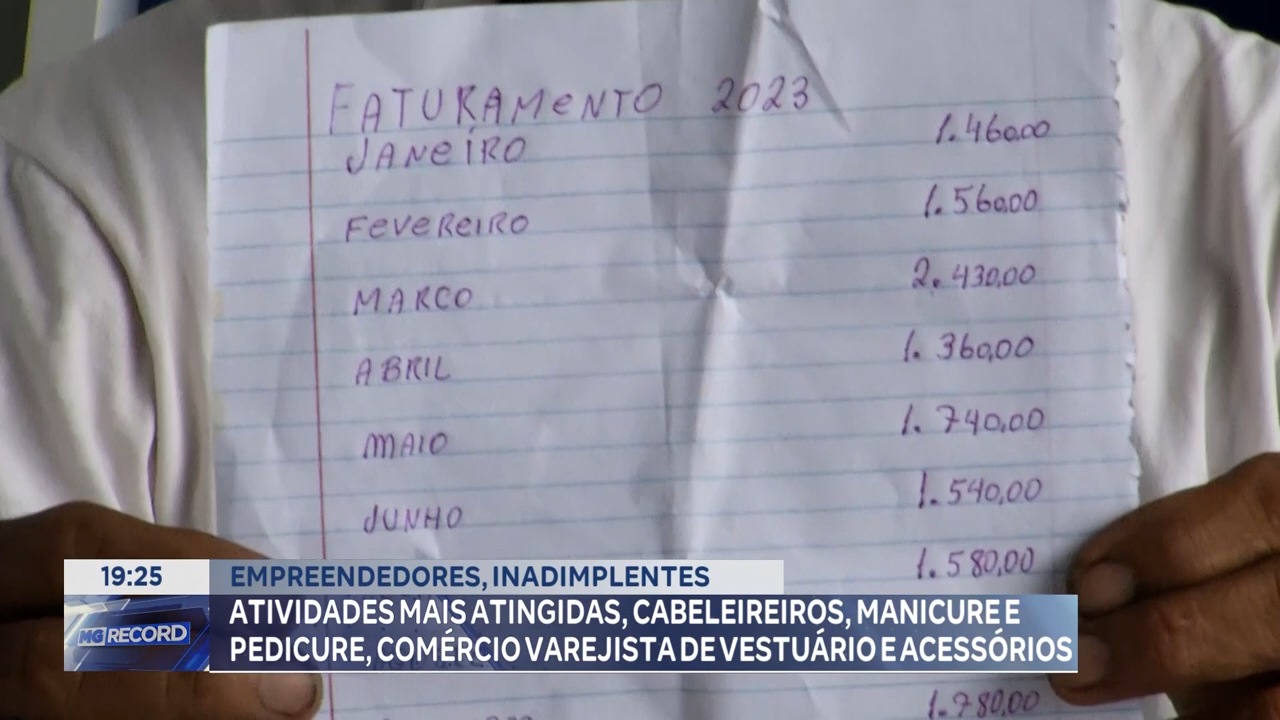 FATURAMENTO 2023
JANEÍRO 1.460,00
FEVEREIRO 1.560,00
MARCO 2.430,00
ABRIL 1.360,00
MAIO 1.740,00
JUNHO 1.540,00
1.580,00
19:25 EMPREENDEDORES, INADIMPLENTES
MG RECORD
ATIVIDADES MAIS ATINGIDAS, CABELEIREIROS, MANICURE E
PEDICURE, COMÉRCIO VAREJISTA DE VESTUÁRIO E ACESSÓRIOS
1.780,00